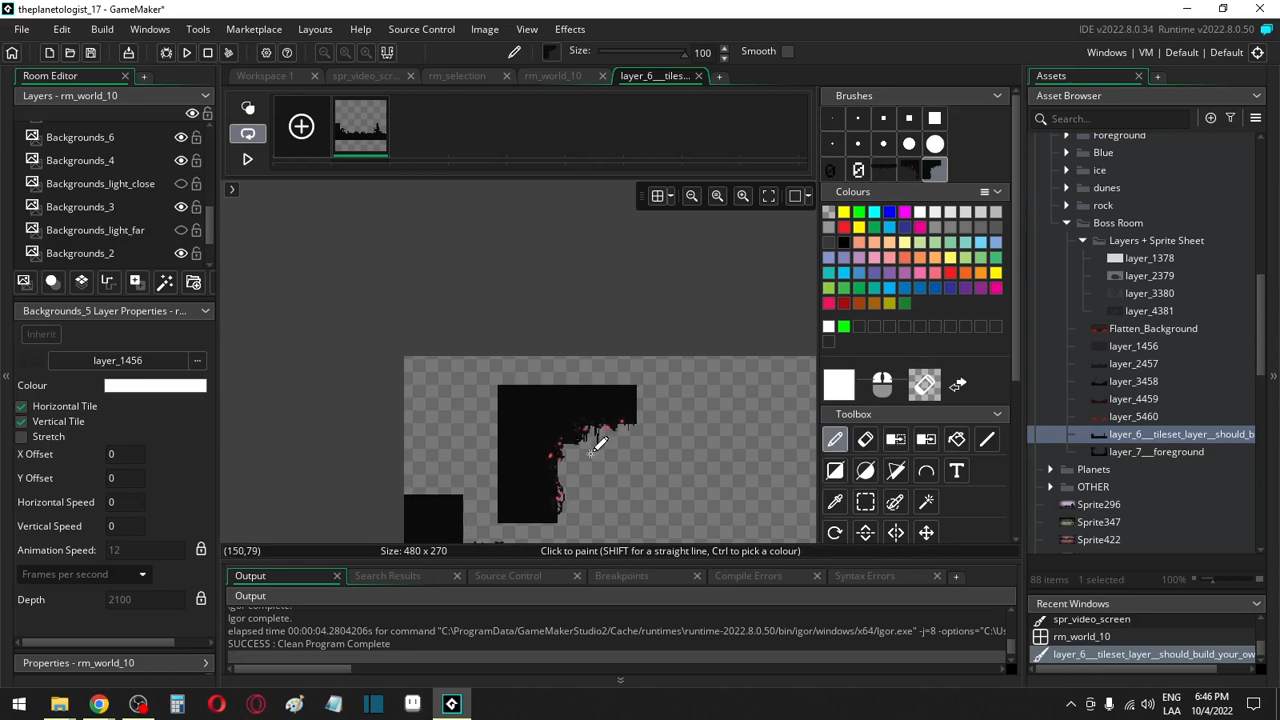 theplanetologist_17 - GameMaker*
File Edit Build Windows Tools Marketplace Layouts Help Source Control Image Effects
IDE v2022.8.0.34 Runtime v2022.8.0.50
Size: 100 Smooth
Windows | VM | Default | Default
Room Editor
Workspace 1
spr_video_scr...
rm_selection
rm_world_10
layer_6__tiles...
Assets
Layers - rm_world_10
Brushes
Asset Browser
Search...
Backgrounds_6
Backgrounds_4
Backgrounds_light_close
Backgrounds_3
Backgrounds_light_far
Backgrounds_2
Colours
Foreground
Blue
ice
dunes
rock
Boss Room
Layers + Sprite Sheet
layer_1378
layer_2379
layer_3380
layer_4381
Flatten_Background
layer_1456
layer_2457
layer_3458
layer_4459
layer_5460
layer_6__tileset_layer__should_b
layer_7__foreground
Planets
OTHER
Sprite296
Sprite347
Sprite422
Backgrounds_5 Layer Properties - r...
Inherit
layer_1456
...
Colour
Horizontal Tile
Vertical Tile
Stretch
X Offset 0
Y Offset 0
Horizontal Speed 0
Vertical Speed 0
Animation Speed: 12
Frames per second
Depth 2100
Properties - rm_world_10
Toolbox
(150,79)
Size: 480 x 270
Click to paint (SHIFT for a straight line, Ctrl to pick a colour)
Output
Search Results
Source Control
Breakpoints
Compile Errors
Syntax Errors
Output
Igor complete.
Igor complete.
elapsed time 00:00:04.2804206s for command "C:\ProgramData/GameMakerStudio2/Cache/runtimes\runtime-2022.8.0.50/bin/igor/windows/x64/Igor.exe" -j=8 -options="C:\Us
SUCCESS : Clean Program Complete
88 items 1 selected 100%
Recent Windows
spr_video_screen
rm_world_10
layer_6__tileset_layer__should_build_your_ow
ENG
LAA
6:46 PM
10/4/2022